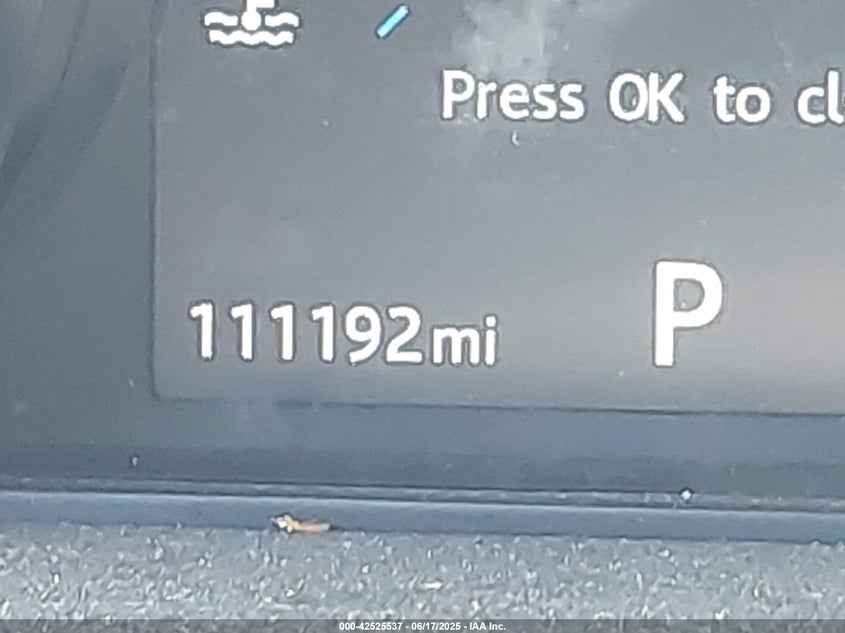 Press OK to cl
111192mi
P
000-42525537 - 06/17/2025 - IAA Inc.